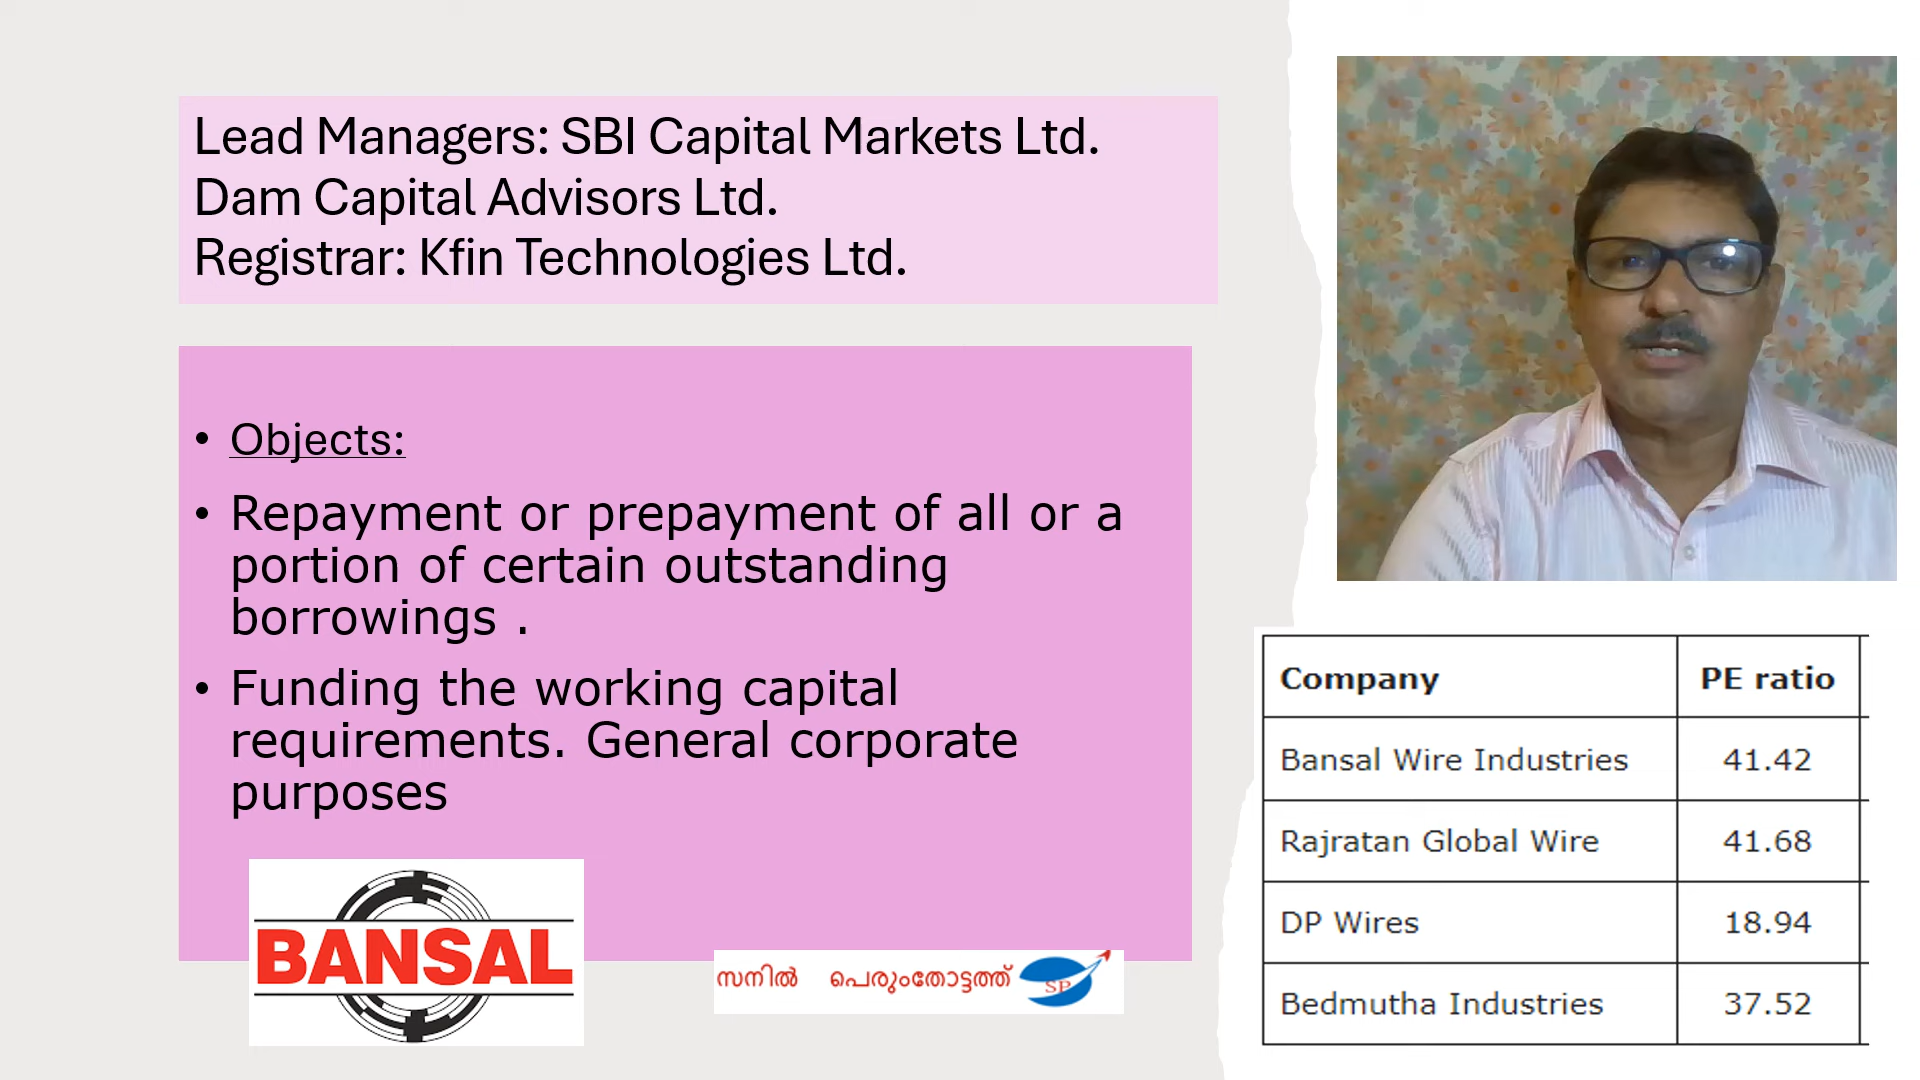 Lead Managers: SBI Capital Markets Ltd.
Dam Capital Advisors Ltd.
Registrar: Kfin Technologies Ltd.
• Objects:
• Repayment or prepayment of all or a
portion of certain outstanding
borrowings .
• Funding the working capital
requirements. General corporate
purposes
BANSAL
സനിൽ പെരുംതോട്ടത്ത് SP
Company PE ratio
Bansal Wire Industries 41.42
Rajratan Global Wire 41.68
DP Wires 18.94
Bedmutha Industries 37.52